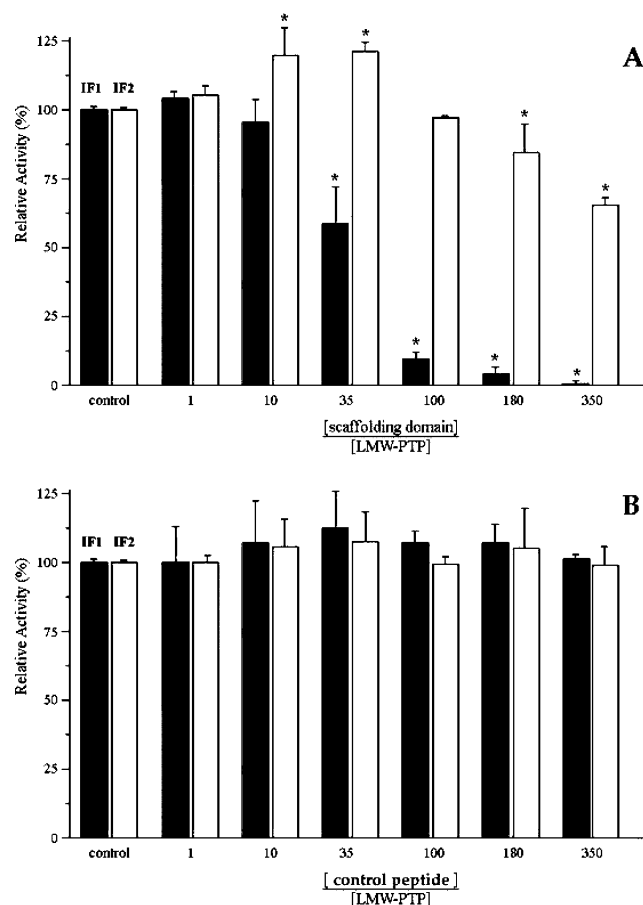 A
125
100
75
50
25
0
Relative Activity (%)
IF1 IF2
* * * * * * * *
control 1 10 35 100 180 350
[scaffolding domain]
[LMW-PTP]
B
125
100
75
50
25
0
Relative Activity (%)
IF1 IF2
control 1 10 35 100 180 350
[ control peptide ]
[LMW-PTP]